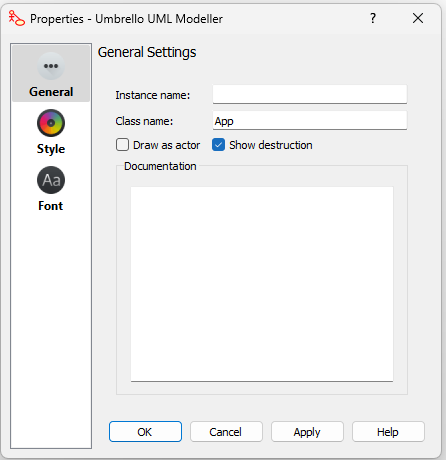 Properties - Umbrello UML Modeller
?
General
Style
Aa
Font
General Settings
Instance name:
Class name: App
Draw as actor Show destruction
Documentation
OK Cancel Apply Help